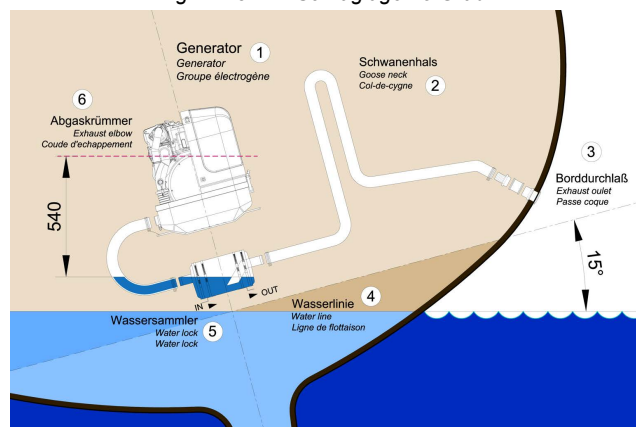 Generator
Generator
Groupe électrogène
1
Schwanenhals
Goose neck
Col-de-cygne
2
6
Abgaskrümmer
Exhaust elbow
Coude d'echappement
3
Borddurchlaß
Exhaust oulet
Passe coque
540
15°
IN
OUT
Wasserlinie
Water line
Ligne de flottaison
4
Wassersammler
Water lock
Water lock
5